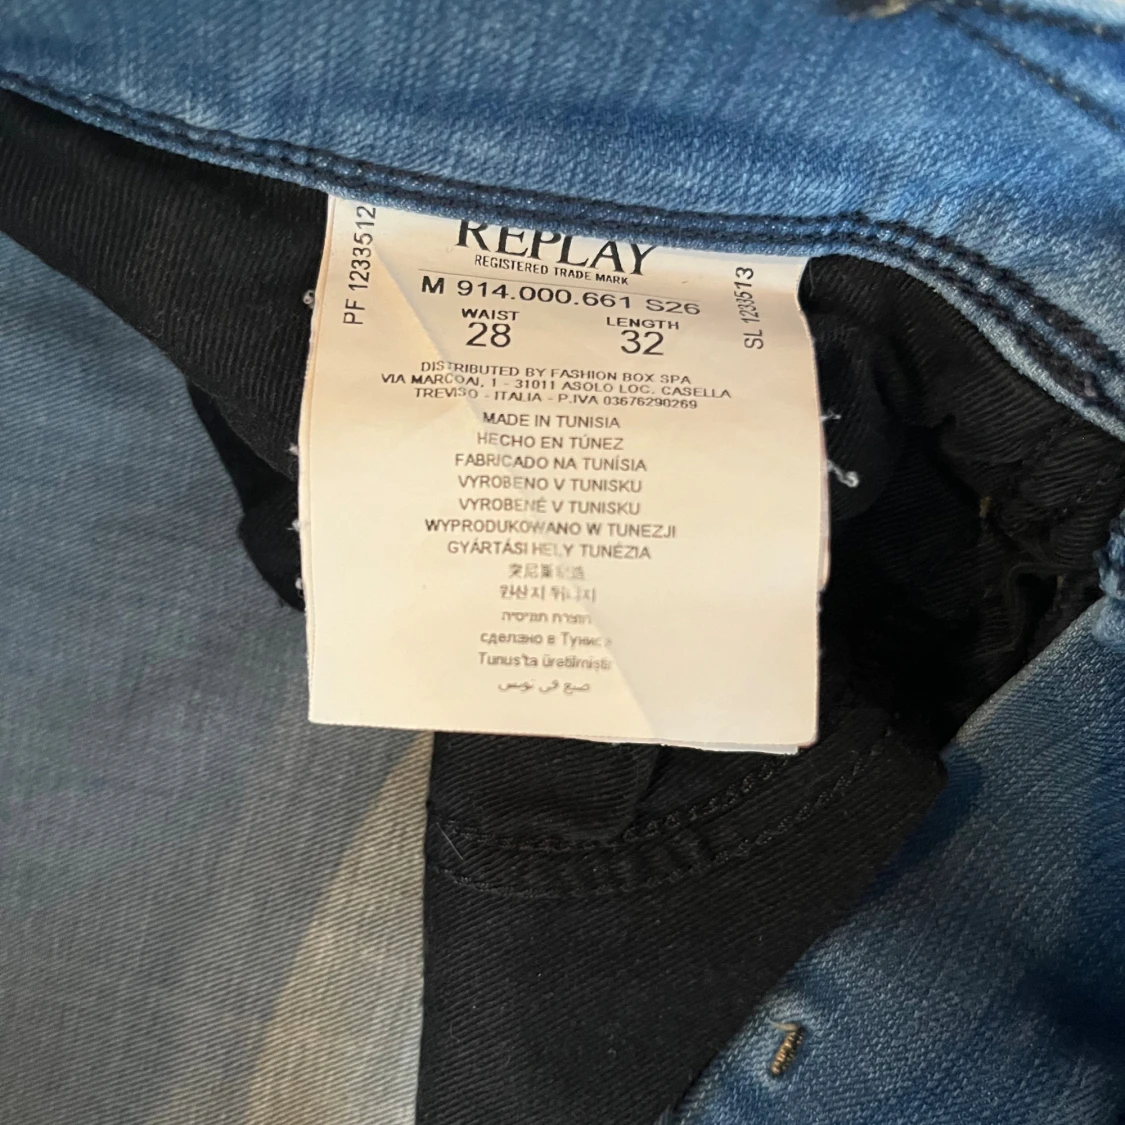 REPLAY
REGISTERED TRADE MARK
M 914.000.661 S26
WAIST LENGTH
28 32
PF 1233512
SL 1233513
DISTRIBUTED BY FASHION BOX SPA
VIA MARCOAI, 1 - 31011 ASOLO LOC. CASELLA
TREVISO - ITALIA - P.IVA 03676290269
MADE IN TUNISIA
HECHO EN TÚNEZ
FABRICADO NA TUNÍSIA
VYROBENO V TUNISKU
VYROBENÉ V TUNISKU
WYPRODUKOWANO W TUNEZJI
GYÁRTÁSI HELY TUNÉZIA
сделано в
Tunus'ta üretilmiştir
صنع في تونس